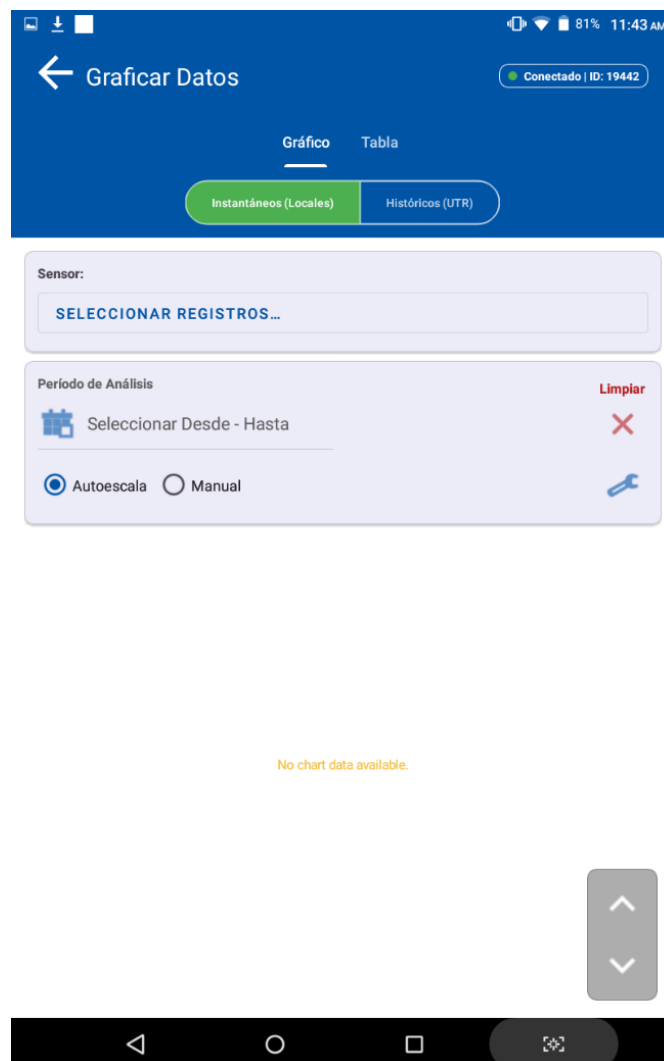 81% 11:43 AM
Graficar Datos
Conectado | ID: 19442
Gráfico Tabla
Instantáneos (Locales) Históricos (UTR)
Sensor:
SELECCIONAR REGISTROS...
Período de Análisis
Limpiar
Seleccionar Desde - Hasta
Autoescala Manual
No chart data available.